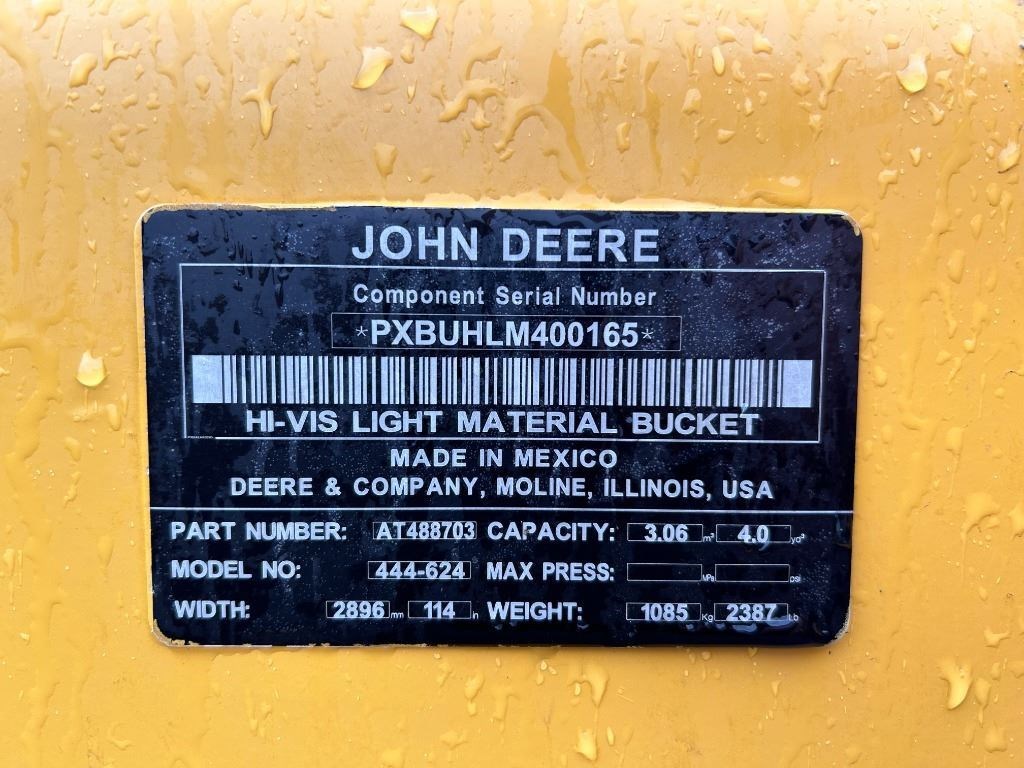 JOHN DEERE
Component Serial Number
*PXBUHLM400165*
HI-VIS LIGHT MATERIAL BUCKET
MADE IN MEXICO
DEERE & COMPANY, MOLINE, ILLINOIS, USA
PART NUMBER: AT488703 CAPACITY: 3.06 m³ 4.0 yd³
MODEL NO: 444-624 MAX PRESS: MPa psi
WIDTH: 2896 mm 114 in WEIGHT: 1085 Kg 2387 Lb